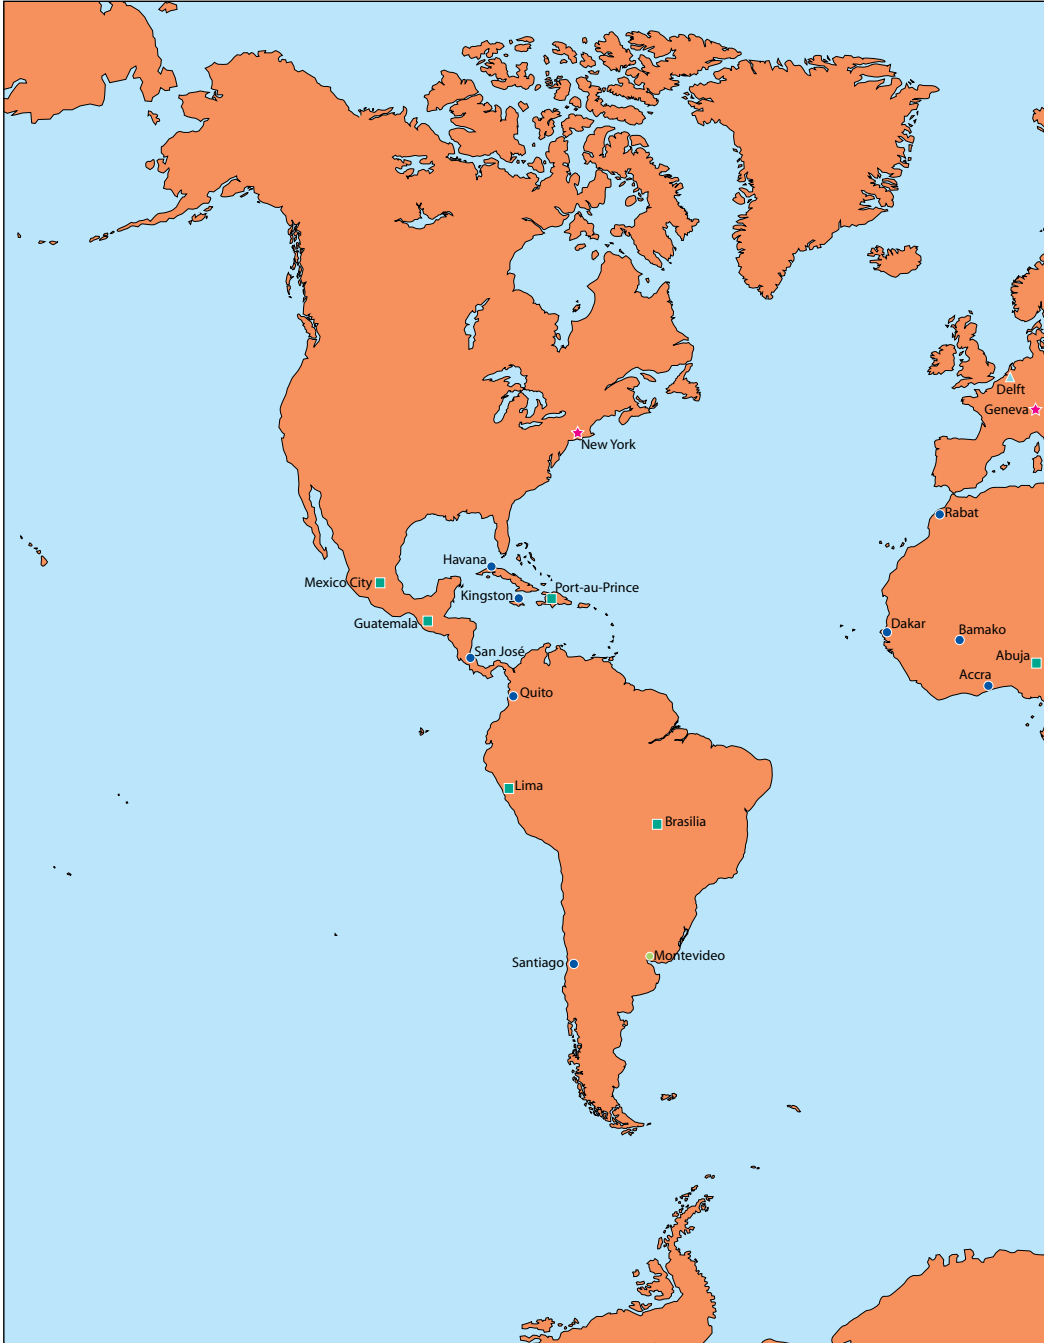 Delft
Geneva
New York
Rabat
Havana
Mexico City
Port-au-Prince
Kingston
Guatemala
Dakar
Bamako
San José
Abuja
Accra
Quito
Lima
Brasilia
Montevideo
Santiago